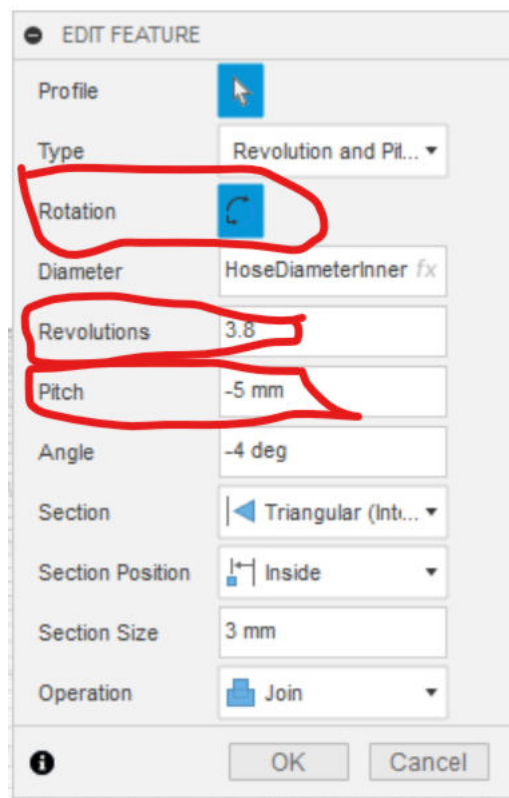 EDIT FEATURE
Profile
Type Revolution and Pit...
Rotation
Diameter HoseDiameterInner fx
Revolutions 3.8
Pitch -5 mm
Angle -4 deg
Section Triangular (Inte...
Section Position Inside
Section Size 3 mm
Operation Join
OK Cancel